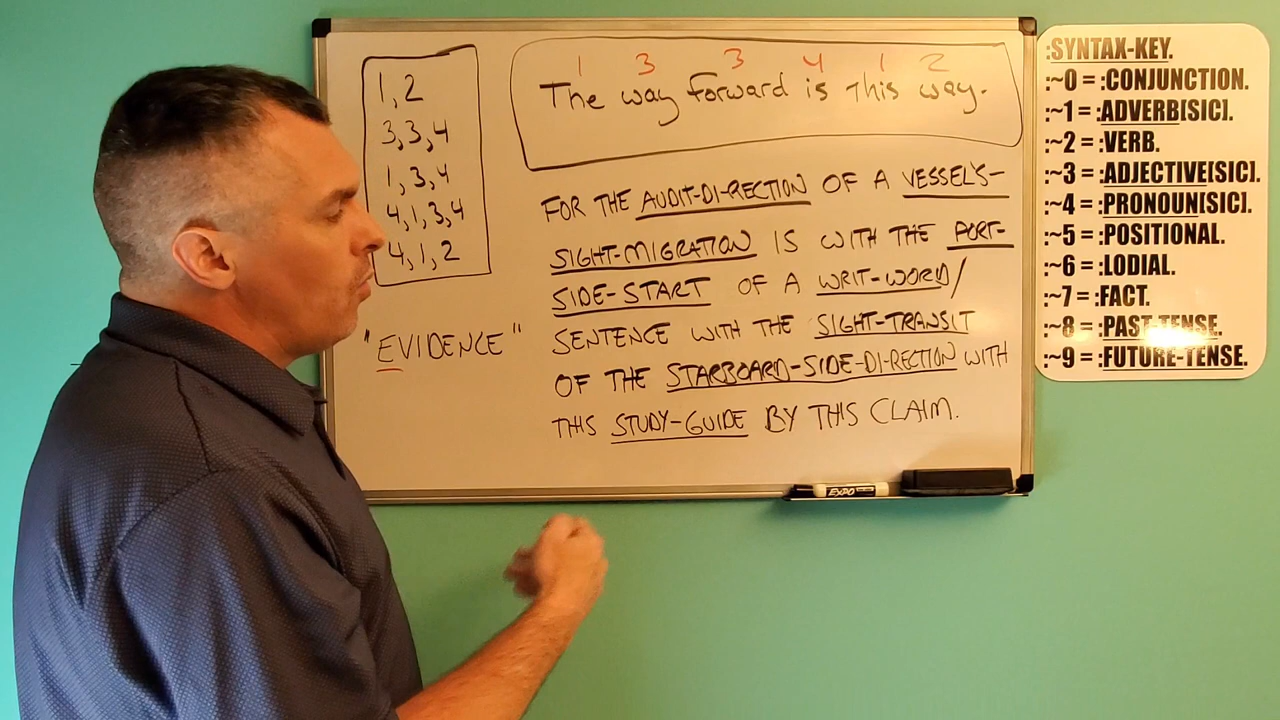 1, 2
3, 3, 4
1, 3, 4
4, 1, 3, 4
4, 1, 2
"EVIDENCE"
1 3 3 4 1 2
The way forward is this way.
FOR THE AUDIT-DI-RECTION OF A VESSEL'S-
SIGHT-MIGRATION IS WITH THE PORT-
SIDE-START OF A WRIT-WORD/
SENTENCE WITH THE SIGHT-TRANSIT
OF THE STARBOARD-SIDE-DI-RECTION WITH
THIS STUDY-GUIDE BY THIS CLAIM.
EXPO
:SYNTAX-KEY.
:~0 = :CONJUNCTION.
:~1 = :ADVERB[SIC].
:~2 = :VERB.
:~3 = :ADJECTIVE[SIC].
:~4 = :PRONOUN[SIC].
:~5 = :POSITIONAL.
:~6 = :LODIAL.
:~7 = :FACT.
:~8 = :PAST-TENSE.
:~9 = :FUTURE-TENSE.